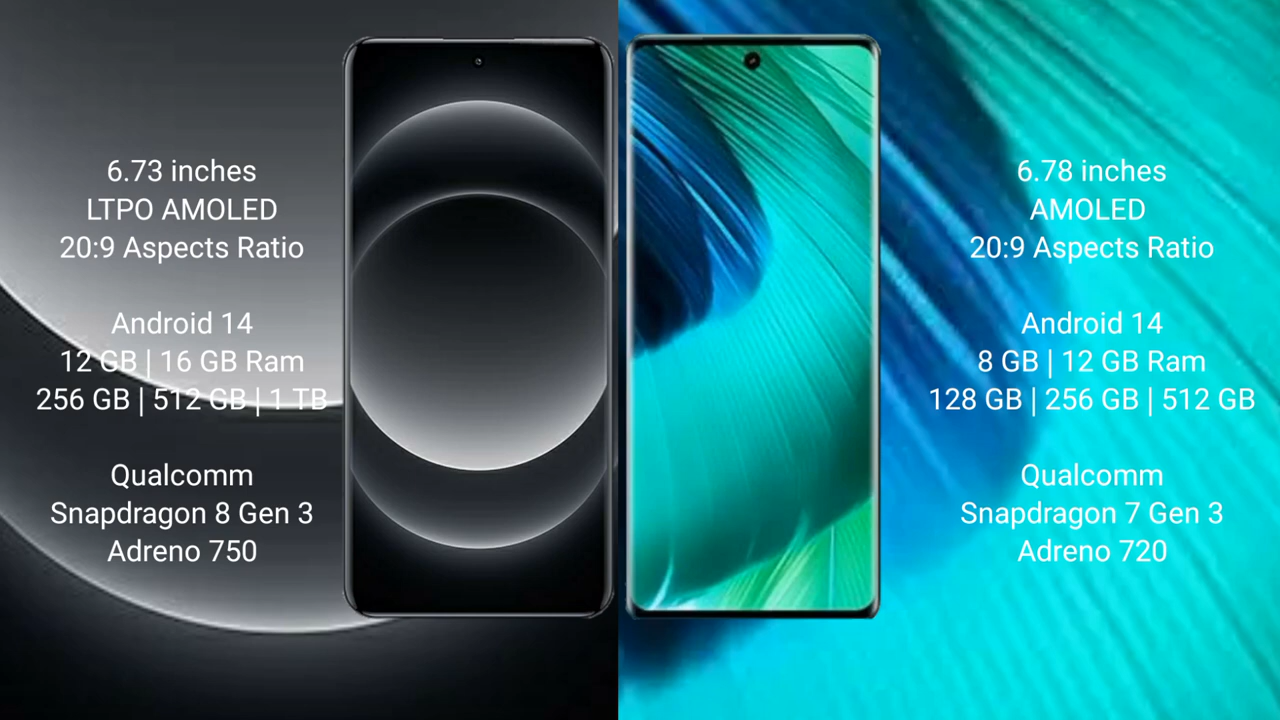 6.73 inches
LTPO AMOLED
20:9 Aspects Ratio
Android 14
12 GB | 16 GB Ram
256 GB | 512 GB | 1 TB
Qualcomm
Snapdragon 8 Gen 3
Adreno 750
6.78 inches
AMOLED
20:9 Aspects Ratio
Android 14
8 GB | 12 GB Ram
128 GB | 256 GB | 512 GB
Qualcomm
Snapdragon 7 Gen 3
Adreno 720